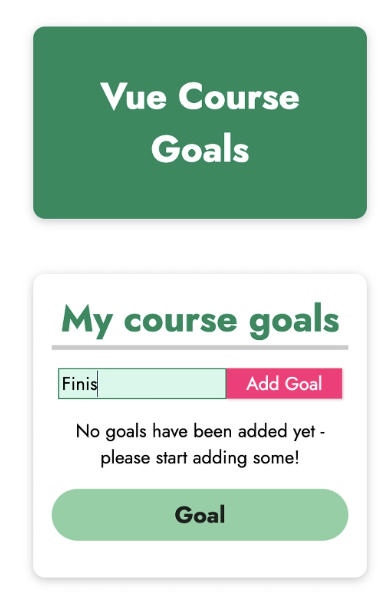 Vue Course
Goals
My course goals
Finis
Add Goal
No goals have been added yet -
please start adding some!
Goal